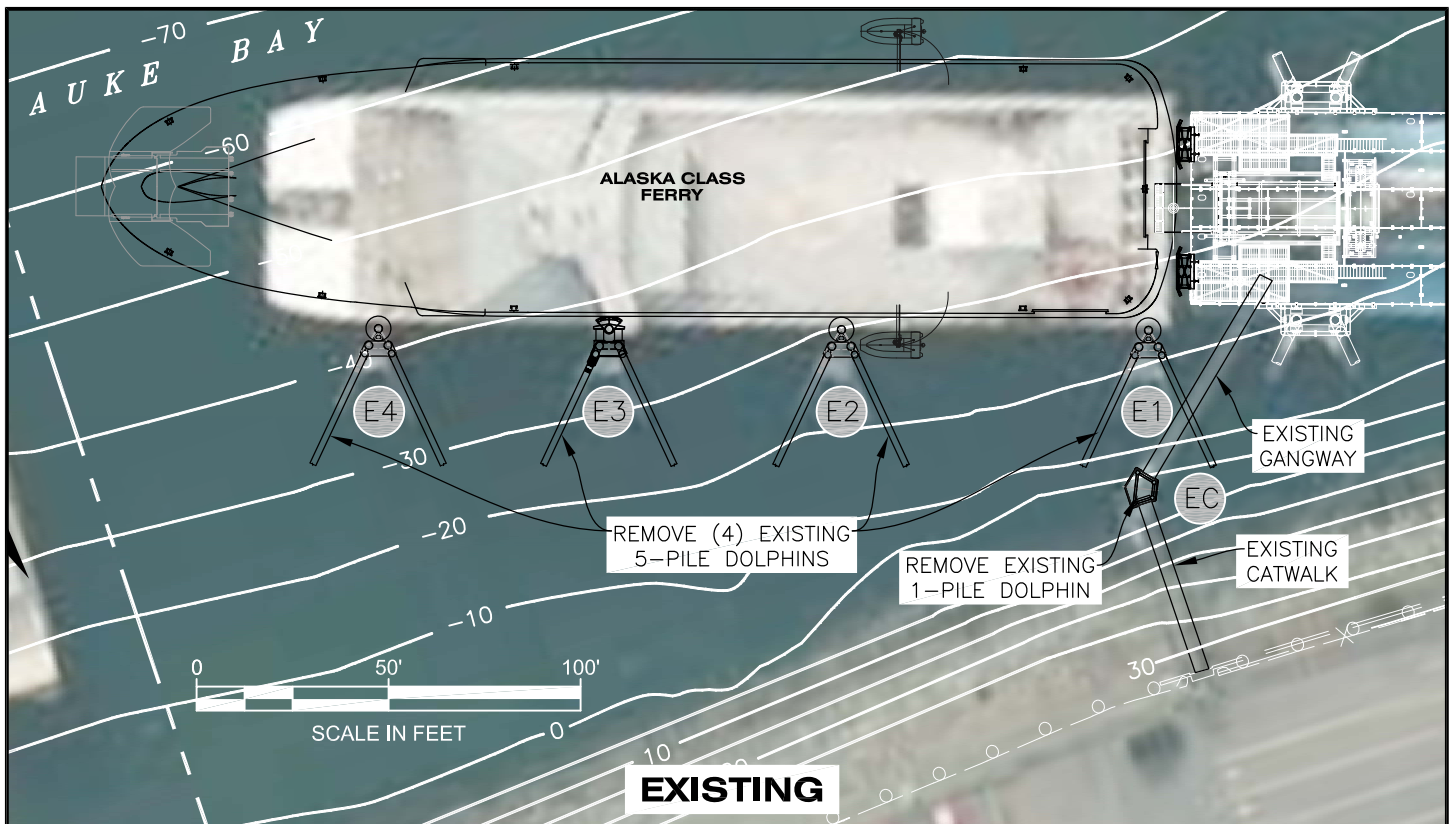 -70
AUKE BAY
-60
ALASKA CLASS
FERRY
-40
E4
E3
E2
E1
-30
EXISTING
GANGWAY
EC
-20
REMOVE (4) EXISTING
5-PILE DOLPHINS
REMOVE EXISTING
1-PILE DOLPHIN
EXISTING
CATWALK
-10
0 50' 100'
30
SCALE IN FEET
0
10
EXISTING